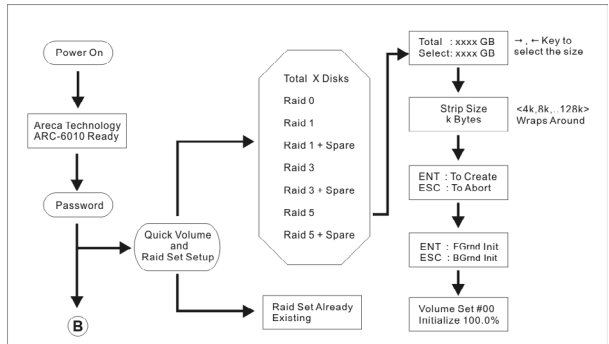 Power On
Areca Technology
ARC-6010 Ready
Password
B
Quick Volume
and
Raid Set Setup
Total X Disks
Raid 0
Raid 1
Raid 1 + Spare
Raid 3
Raid 3 + Spare
Raid 5
Raid 5 + Spare
Raid Set Already
Existing
Total : xxxx GB
Select: xxxx GB
→ , ← Key to
select the size
Strip Size
k Bytes
<4k,8k,..128k>
Wraps Around
ENT : To Create
ESC : To Abort
ENT : FGrnd Init
ESC : BGrnd Init
Volume Set #00
Initialize 100.0%